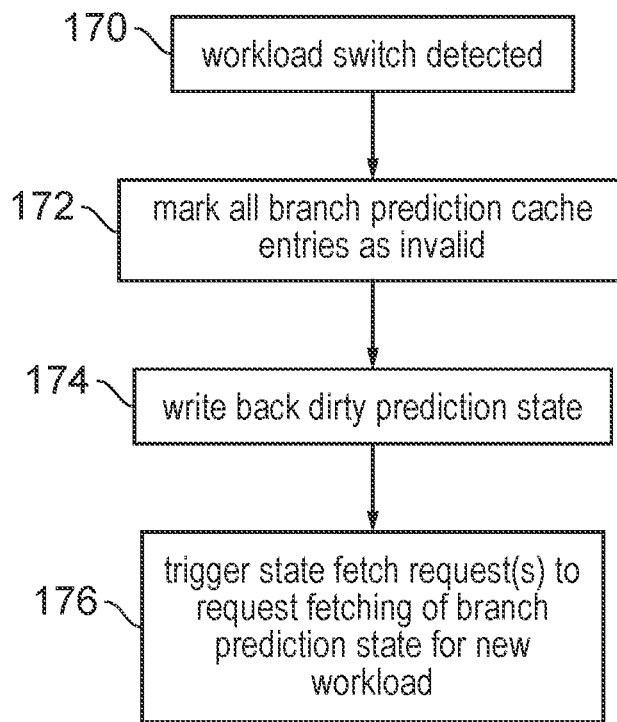 170
workload switch detected
172
mark all branch prediction cache
entries as invalid
174
write back dirty prediction state
176
trigger state fetch request(s) to
request fetching of branch
prediction state for new
workload